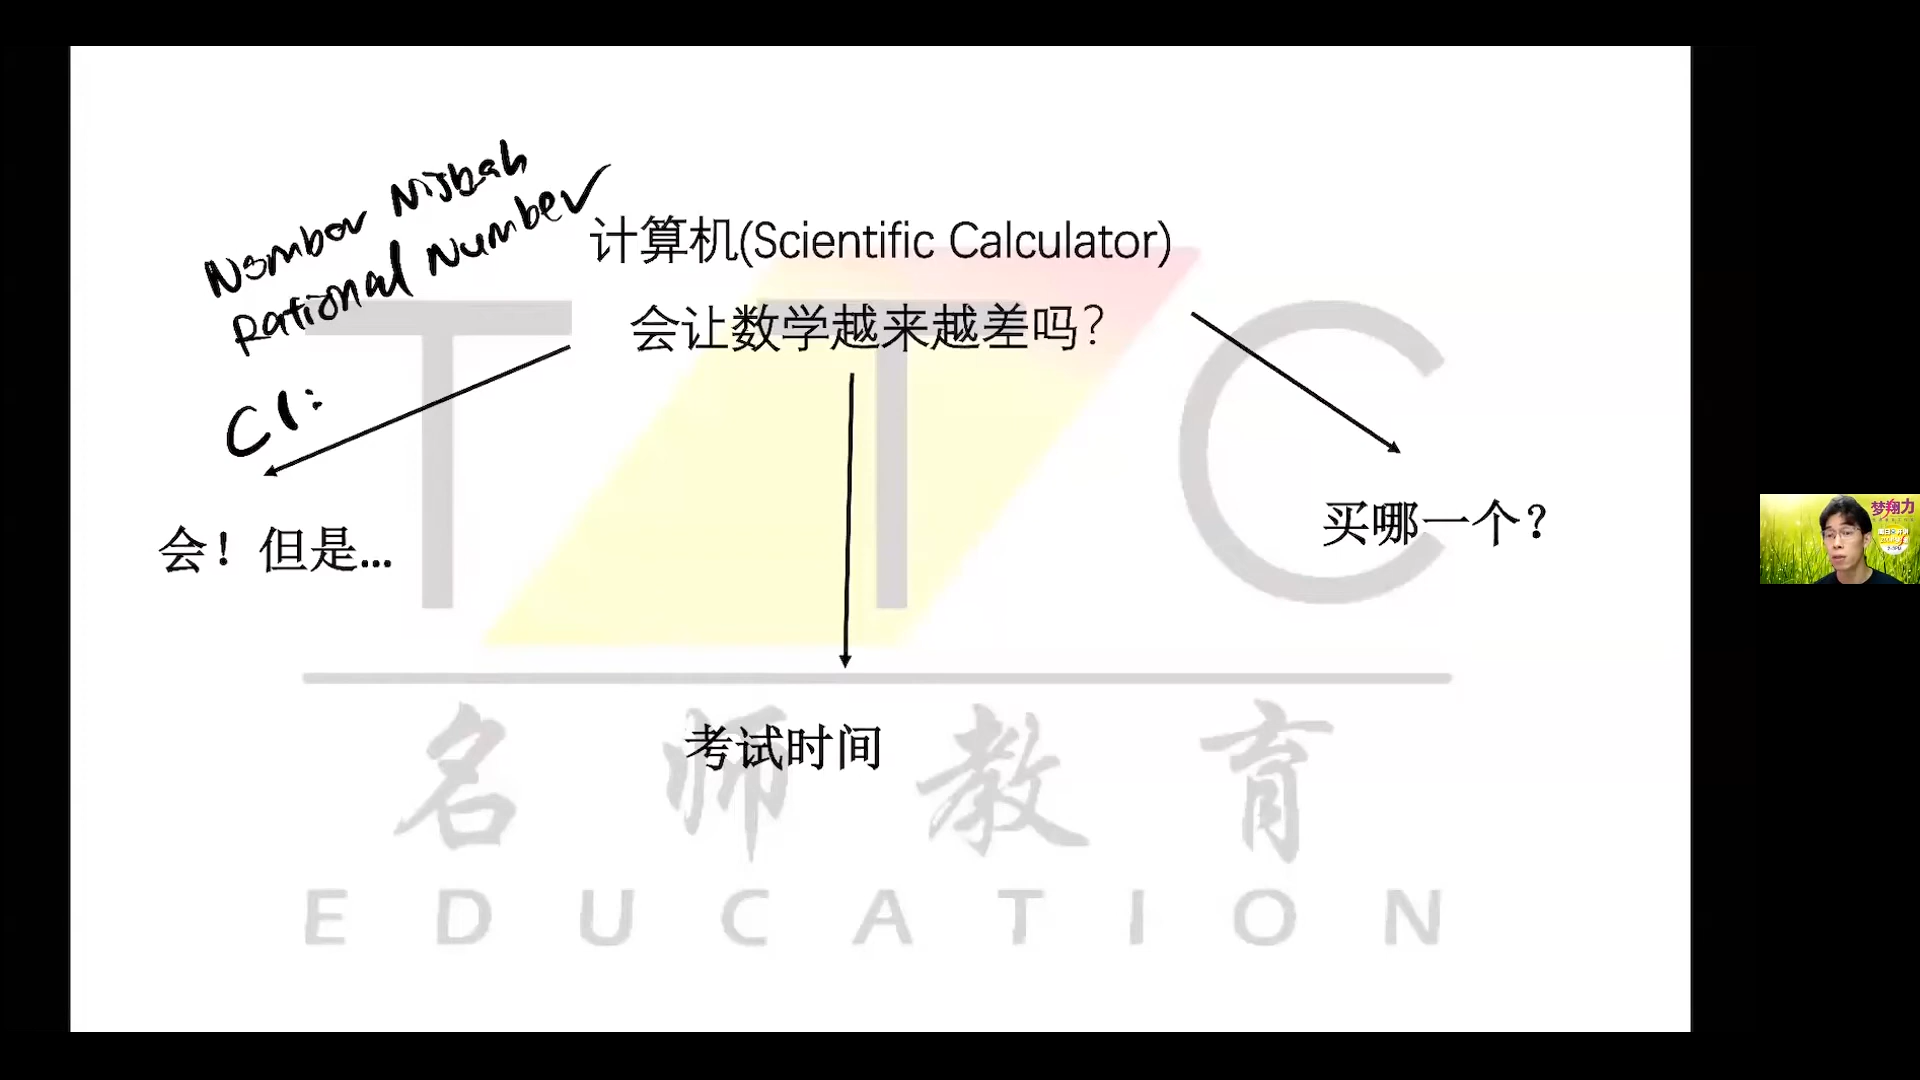 Nombor Nisbah
Rational Number
C1:
计算机(Scientific Calculator)
会让数学越来越差吗?
会！但是...
买哪一个?
考试时间
TTC
名师教育
EDUCATION
梦翔力